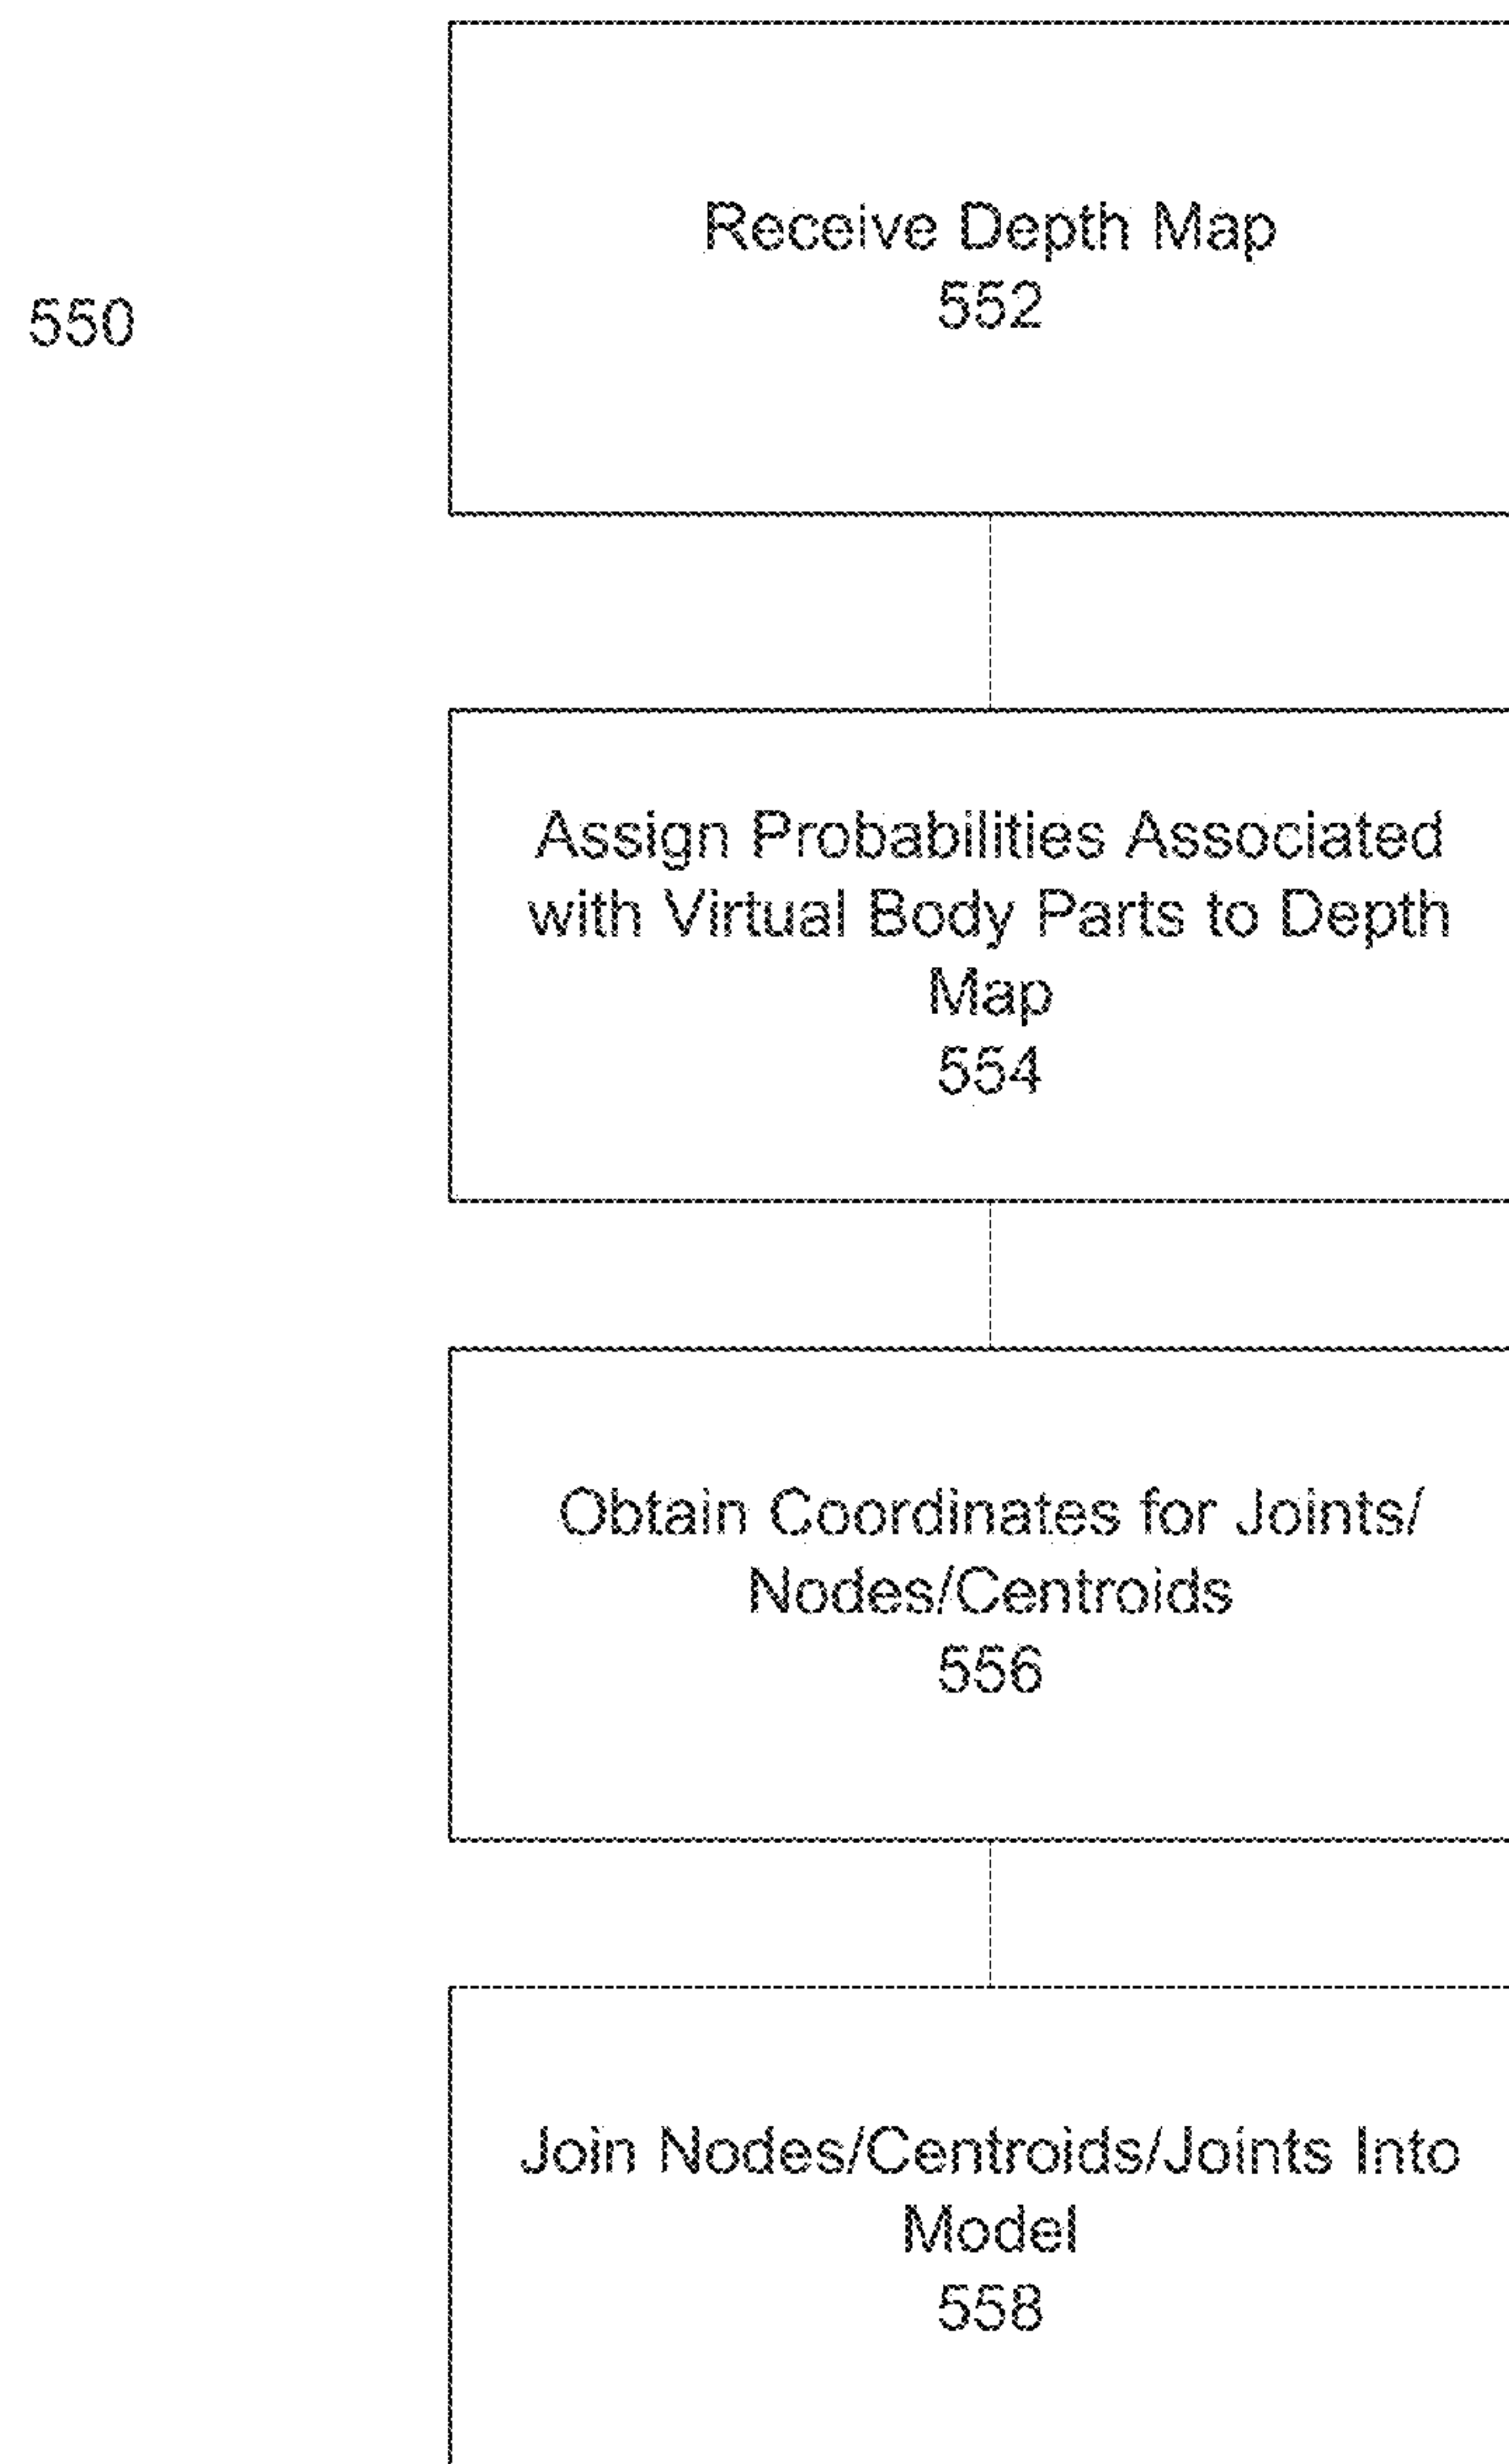 Receive Depth Map
552
550
Assign Probabilities Associated
with Virtual Body Parts to Depth
Map
554
Obtain Coordinates for Joints/
Nodes/Centroids
556
Join Nodes/Centroids/Joints Into
Model
558